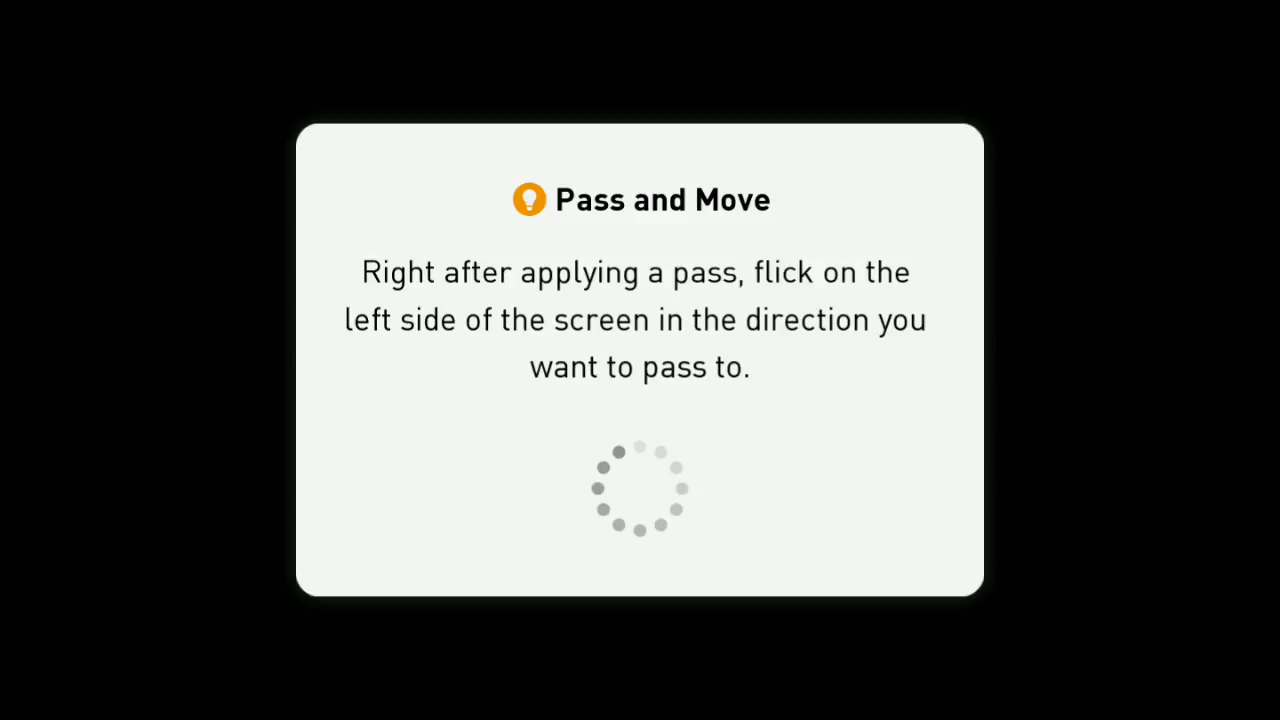 Pass and Move
Right after applying a pass, flick on the
left side of the screen in the direction you
want to pass to.